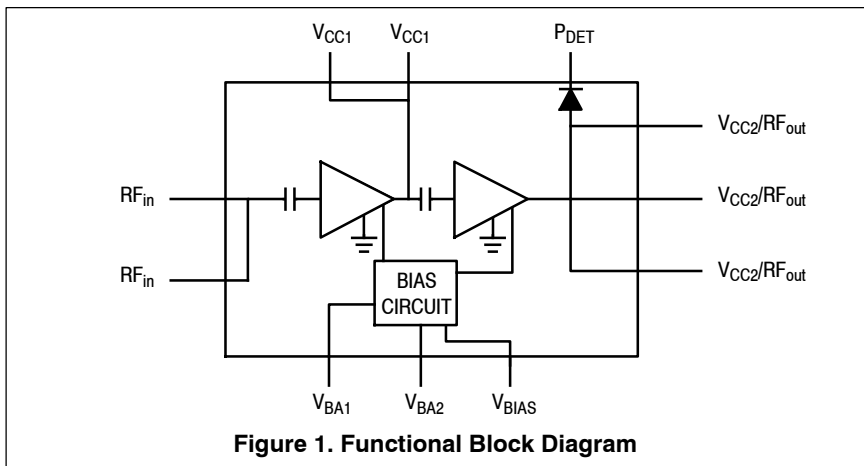 VCC1 VCC1 PDET
VCC2/RFout
RFin VCC2/RFout
RFin VCC2/RFout
BIAS
CIRCUIT
VBA1 VBA2 VBIAS
Figure 1. Functional Block Diagram